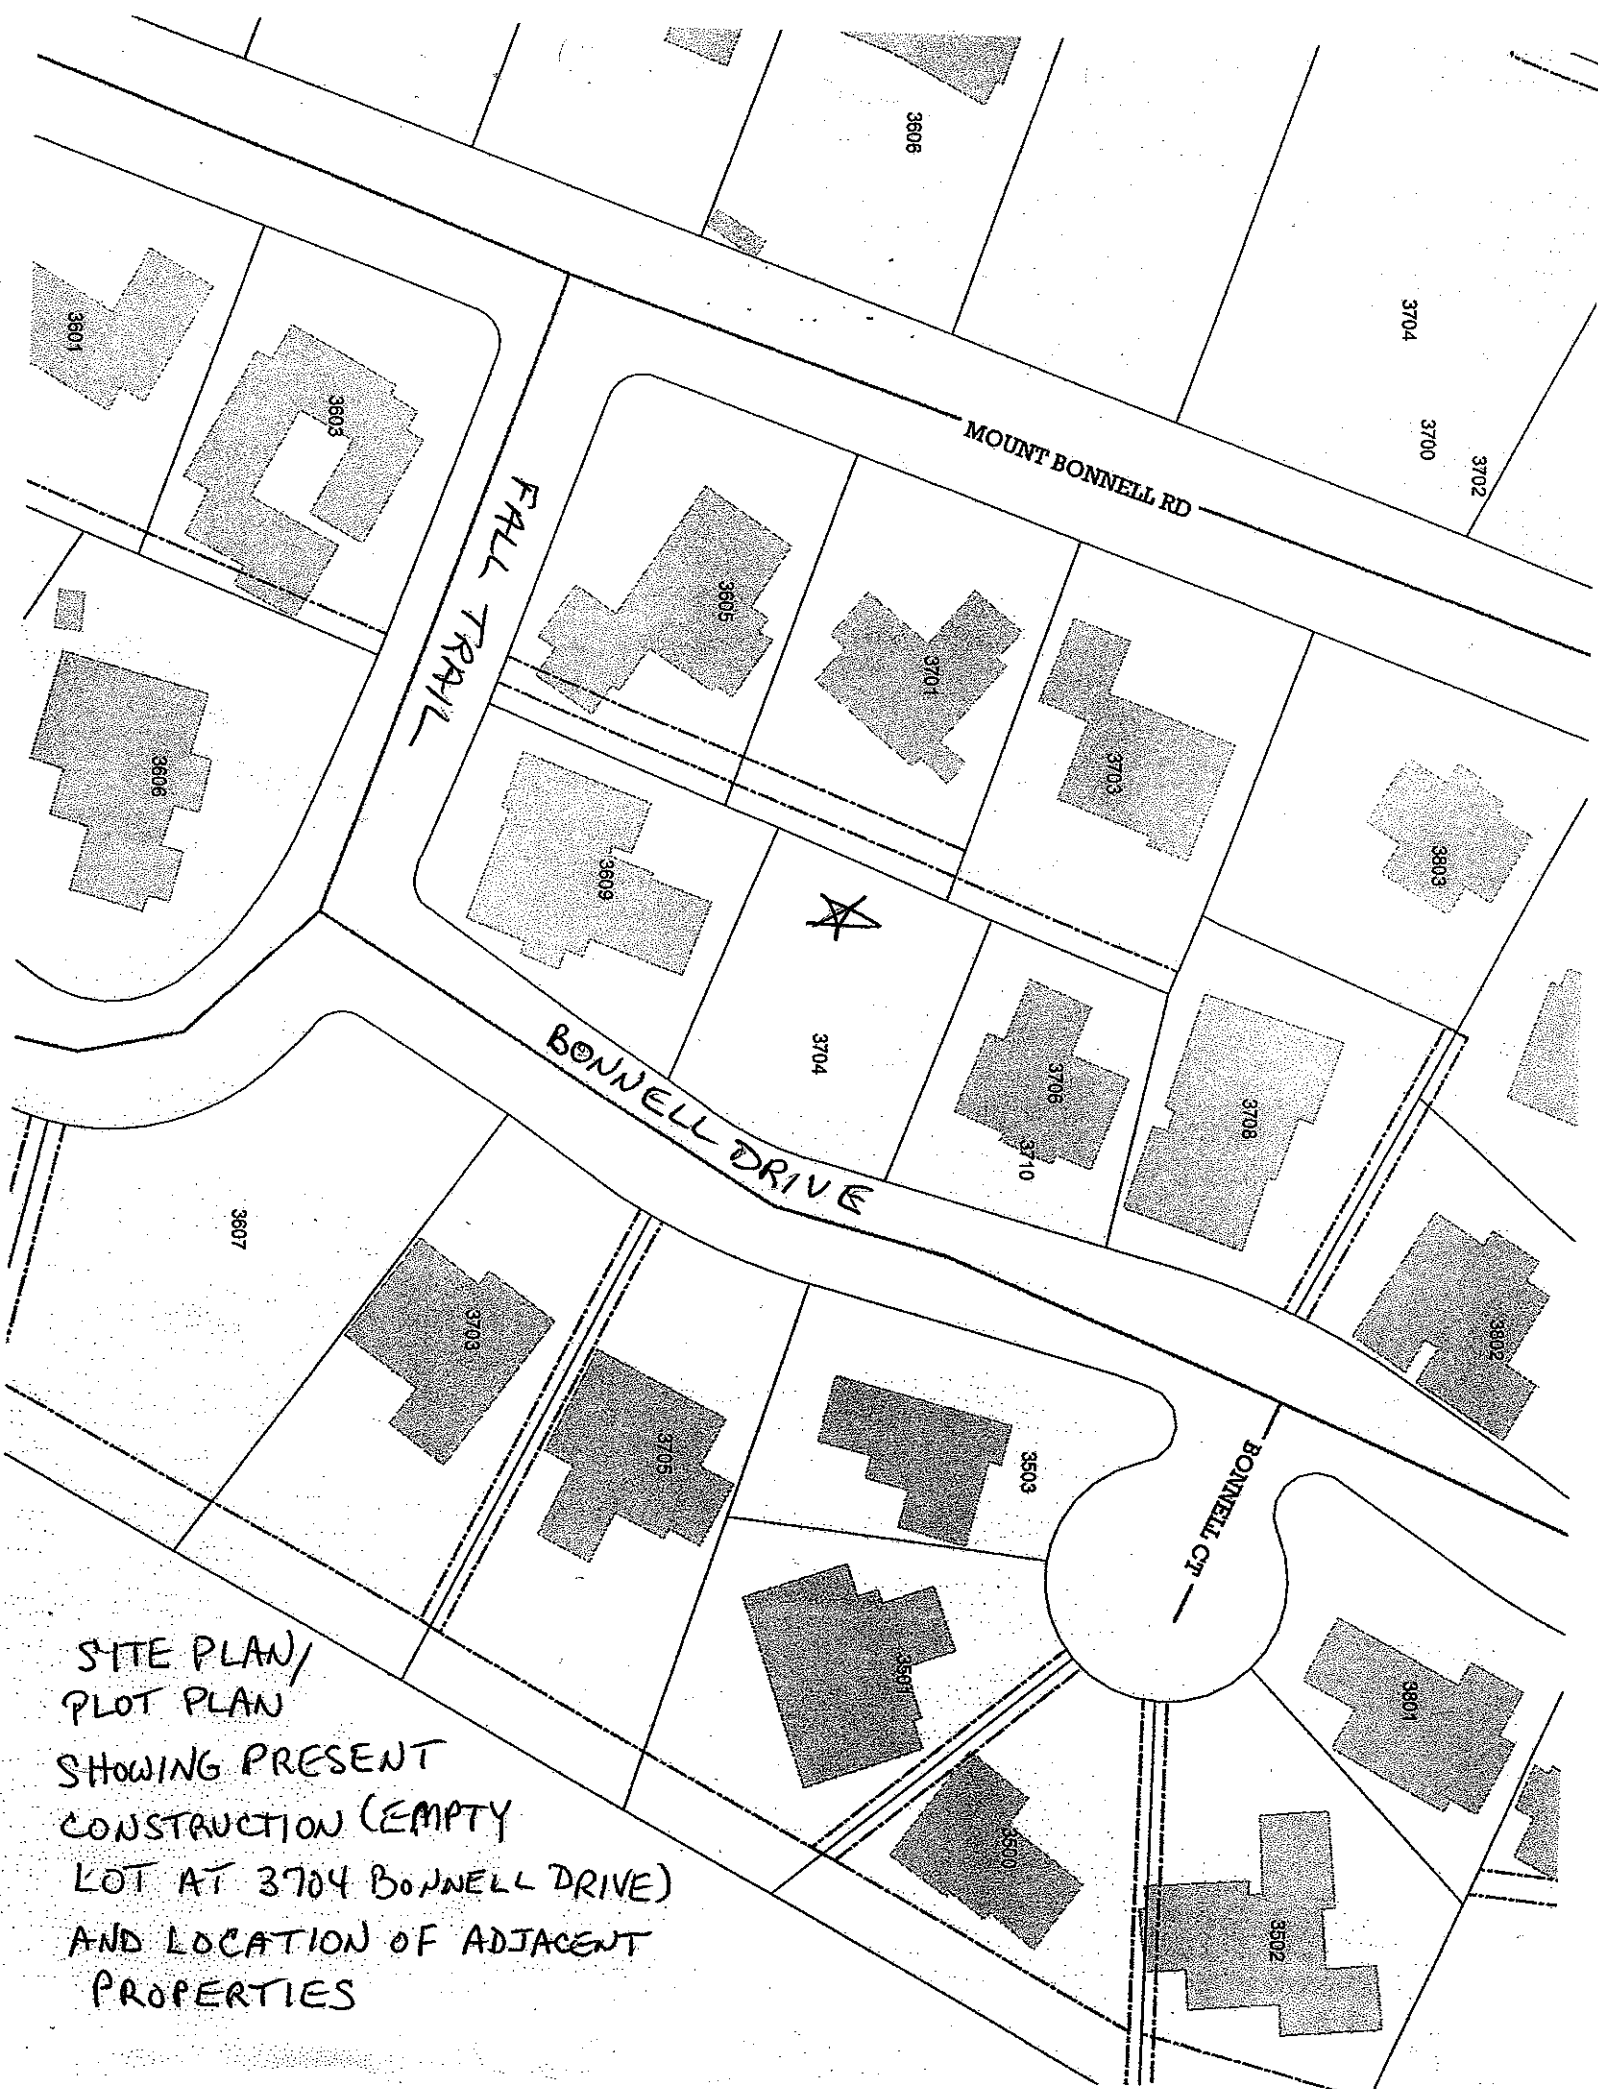 3606
3704
3700
3702
MOUNT BONNELL RD
3601
3603
FALL TRAIL
3605
3701
3703
3803
3606
3609
3704
3706
3710
3708
BONNELL DRIVE
3802
3607
3703
3705
3503
BONNELL CT
3501
3500
3801
3502
SITE PLAN/
PLOT PLAN
SHOWING PRESENT
CONSTRUCTION (EMPTY
LOT AT 3704 BONNELL DRIVE)
AND LOCATION OF ADJACENT
PROPERTIES